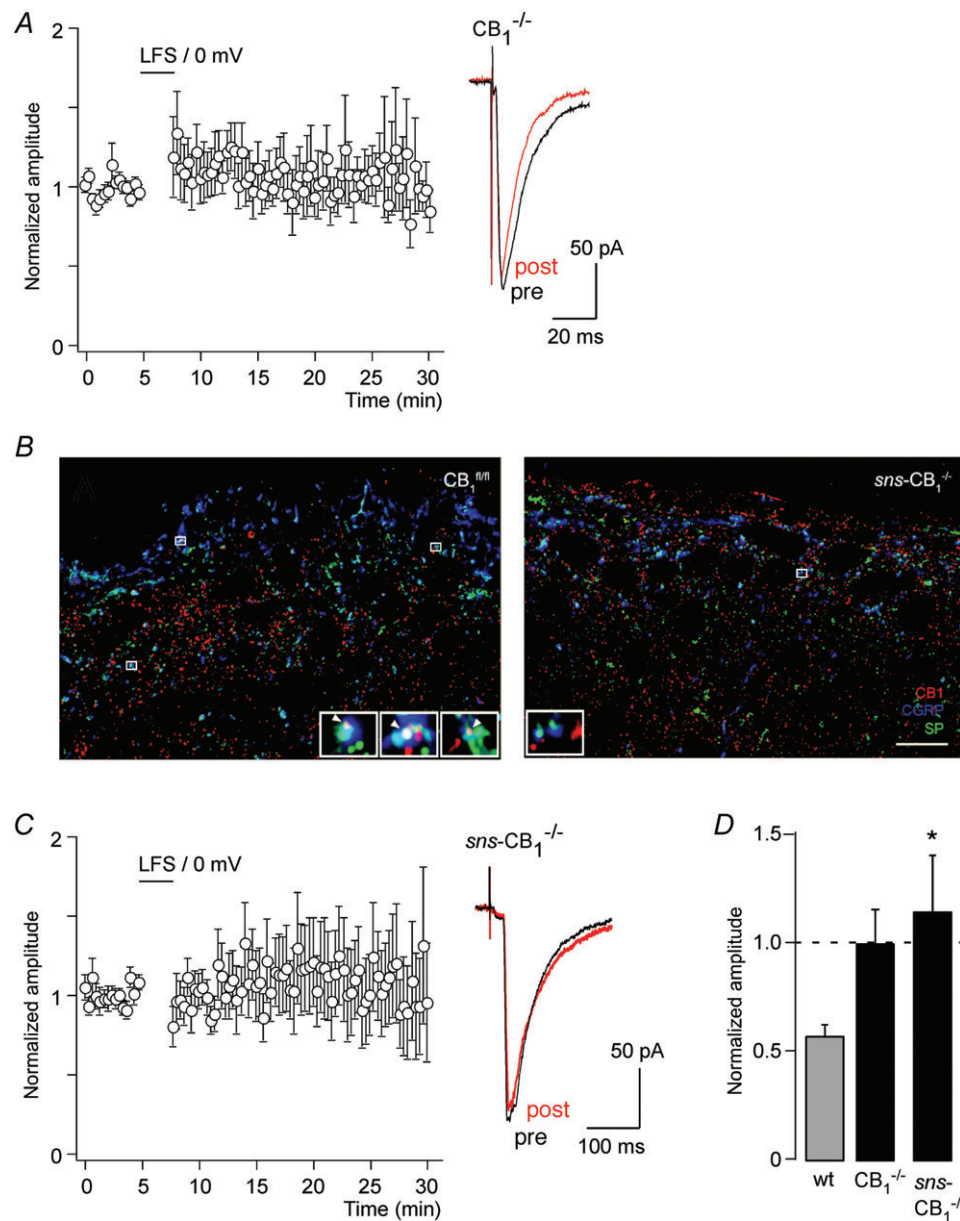 A
2
LFS / 0 mV
1
0
Normalized amplitude
0 5 10 15 20 25 30
Time (min)
CB1-/-
post
pre
50 pA
20 ms
B
CB1fl/fl
sns-CB1-/-
CB1
CGRP
SP
C
2
LFS / 0 mV
1
0
Normalized amplitude
0 5 10 15 20 25 30
Time (min)
sns-CB1-/-
post
pre
50 pA
100 ms
D
1.5
*
1.0
0.5
0
Normalized amplitude
wt CB1-/- sns-
CB1-/